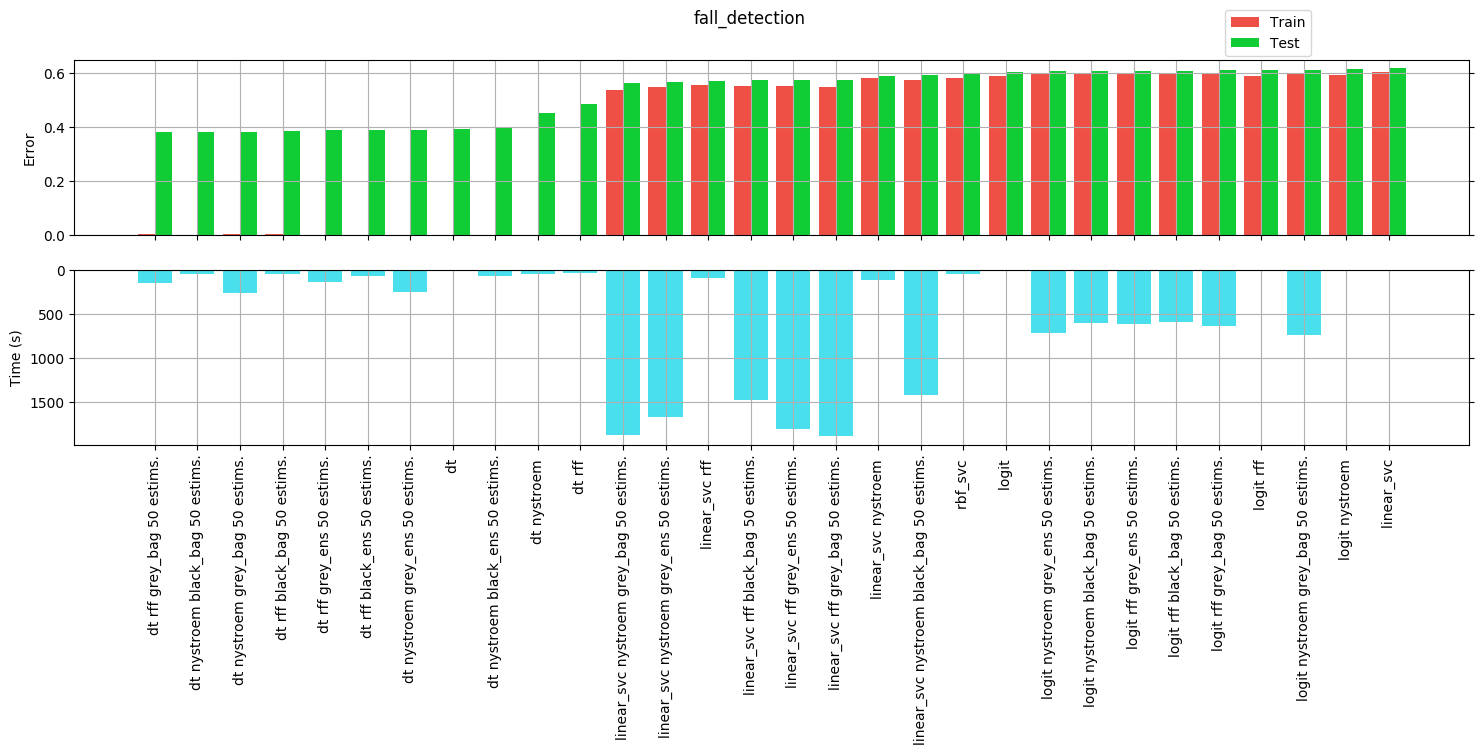 fall_detection
Train
Test
Error
0.6
0.4
0.2
0.0
Time (s)
0
500
1000
1500
dt rff grey_bag 50 estims.
dt nystroem black_bag 50 estims.
dt nystroem grey_bag 50 estims.
dt rff black_bag 50 estims.
dt rff grey_ens 50 estims.
dt rff black_ens 50 estims.
dt nystroem grey_ens 50 estims.
dt
dt nystroem black_ens 50 estims.
dt nystroem
dt rff
linear_svc nystroem grey_bag 50 estims.
linear_svc nystroem grey_ens 50 estims.
linear_svc rff
linear_svc rff black_bag 50 estims.
linear_svc rff grey_ens 50 estims.
linear_svc rff grey_bag 50 estims.
linear_svc nystroem
linear_svc nystroem black_bag 50 estims.
rbf_svc
logit
logit nystroem grey_ens 50 estims.
logit nystroem black_bag 50 estims.
logit rff grey_ens 50 estims.
logit rff black_bag 50 estims.
logit rff grey_bag 50 estims.
logit rff
logit nystroem grey_bag 50 estims.
logit nystroem
linear_svc